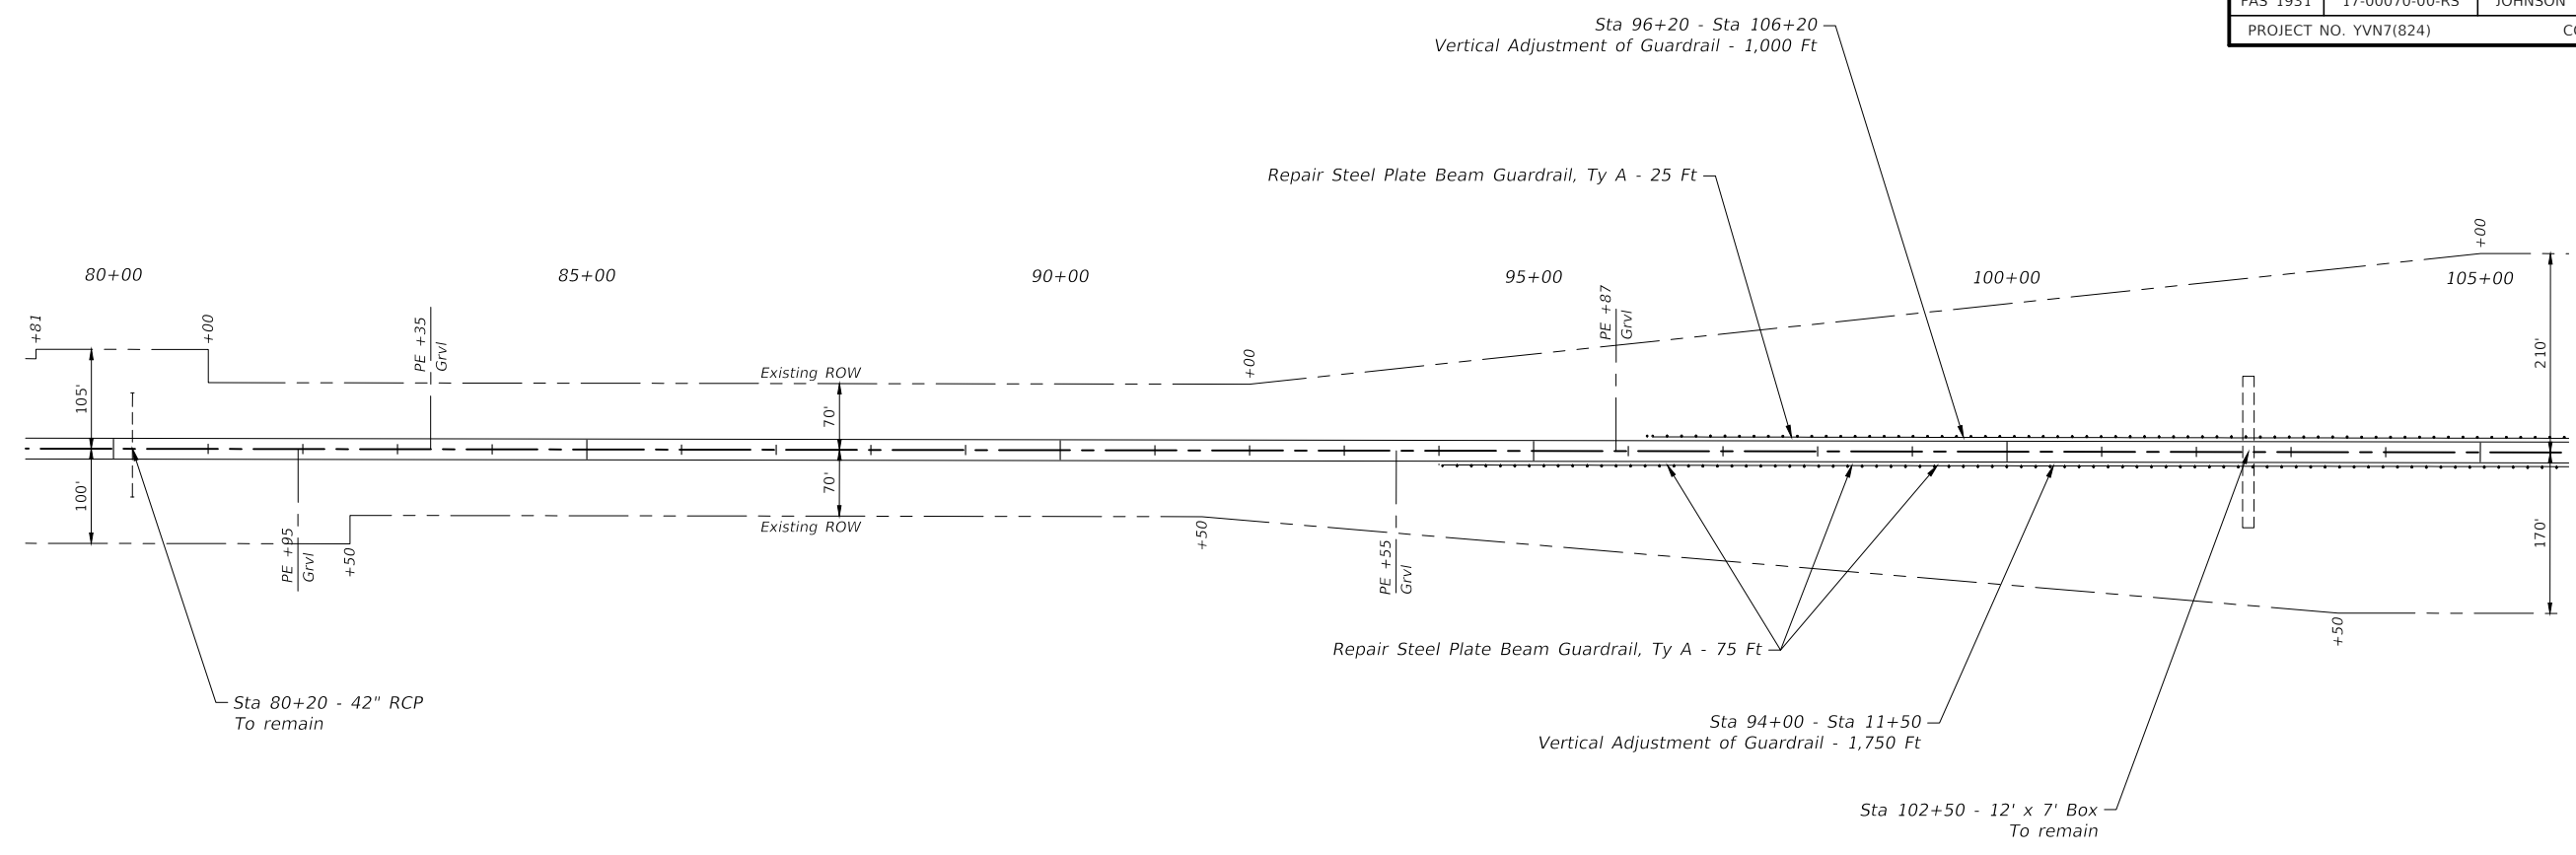 FAS 1931 17-00070-00-RS JOHNSON
PROJECT NO. YVN7(824)
Sta 96+20 - Sta 106+20
Vertical Adjustment of Guardrail - 1,000 Ft
Repair Steel Plate Beam Guardrail, Ty A - 25 Ft
80+00
85+00
90+00
95+00
100+00
105+00
+81
+00
PE +35
Grvl
+00
PE +87
Grvl
+00
105'
100'
Existing ROW
70'
70'
Existing ROW
210'
170'
PE +95
Grvl
+50
+50
PE +55
Grvl
+50
Repair Steel Plate Beam Guardrail, Ty A - 75 Ft
Sta 80+20 - 42" RCP
To remain
Sta 94+00 - Sta 11+50
Vertical Adjustment of Guardrail - 1,750 Ft
Sta 102+50 - 12' x 7' Box
To remain